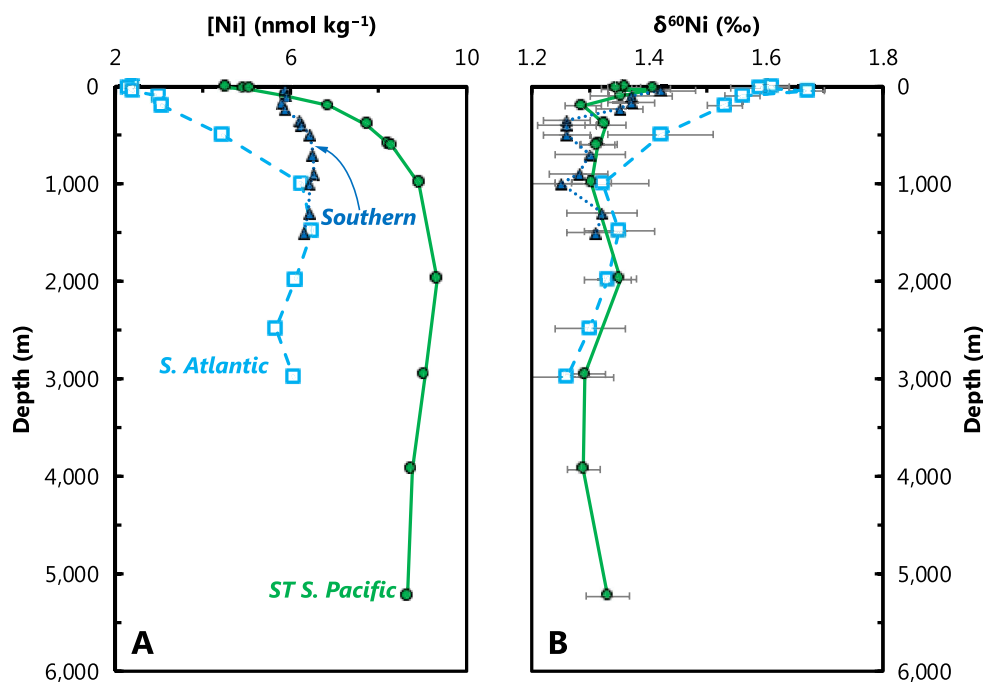 [Ni] (nmol kg⁻¹)
δ⁶⁰Ni (‰)
2 6 10
1.2 1.4 1.6 1.8
0
1,000
2,000
3,000
4,000
5,000
6,000
Depth (m)
Southern
S. Atlantic
ST S. Pacific
A
B
0
1,000
2,000
3,000
4,000
5,000
6,000
Depth (m)